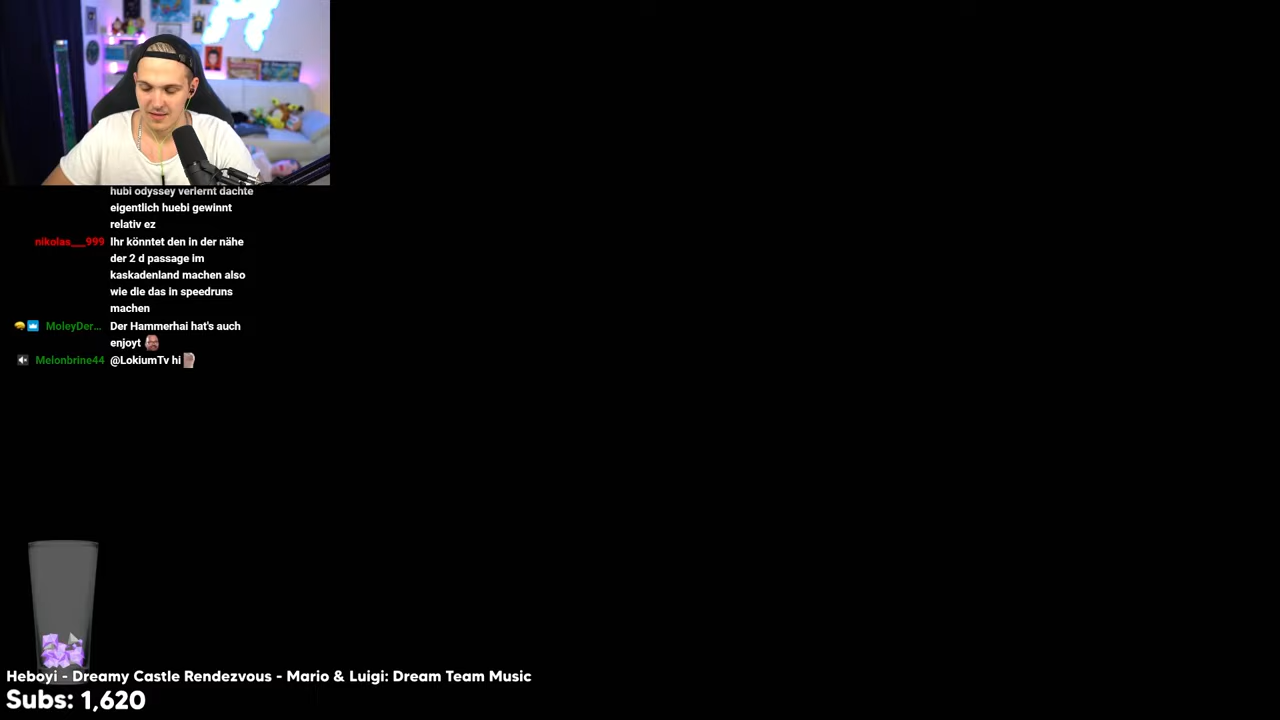 hubi odyssey verlernt dachte
eigentlich huebi gewinnt
relativ ez
nikolas___999 Ihr könntet den in der nähe
der 2 d passage im
kaskadenland machen also
wie die das in speedruns
machen
MoleyDer... Der Hammerhai hat's auch
enjoyt
Melonbrine44 @LokiumTv hi
Heboyi - Dreamy Castle Rendezvous - Mario & Luigi: Dream Team Music
Subs: 1,620